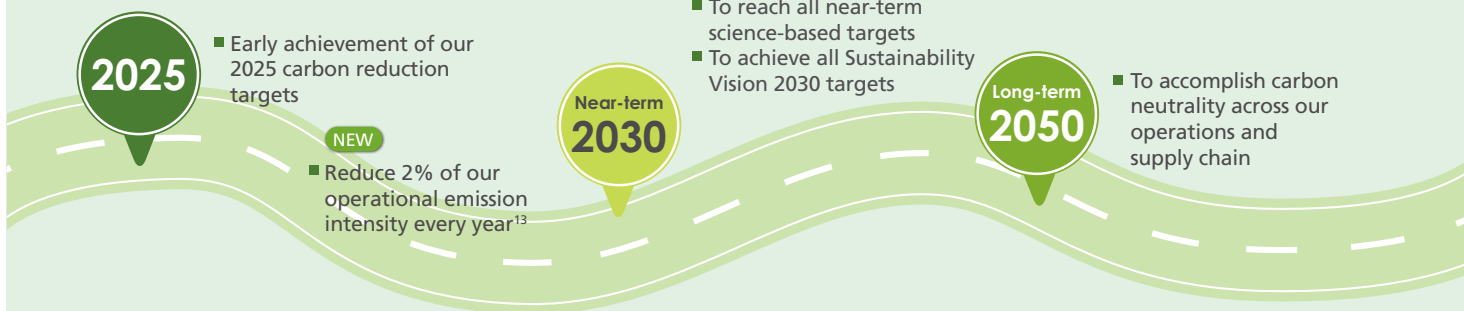 2025
■ Early achievement of our
2025 carbon reduction
targets
NEW
■ Reduce 2% of our
operational emission
intensity every year¹³
Near-term
2030
■ To reach all near-term
science-based targets
■ To achieve all Sustainability
Vision 2030 targets
Long-term
2050
■ To accomplish carbon
neutrality across our
operations and
supply chain